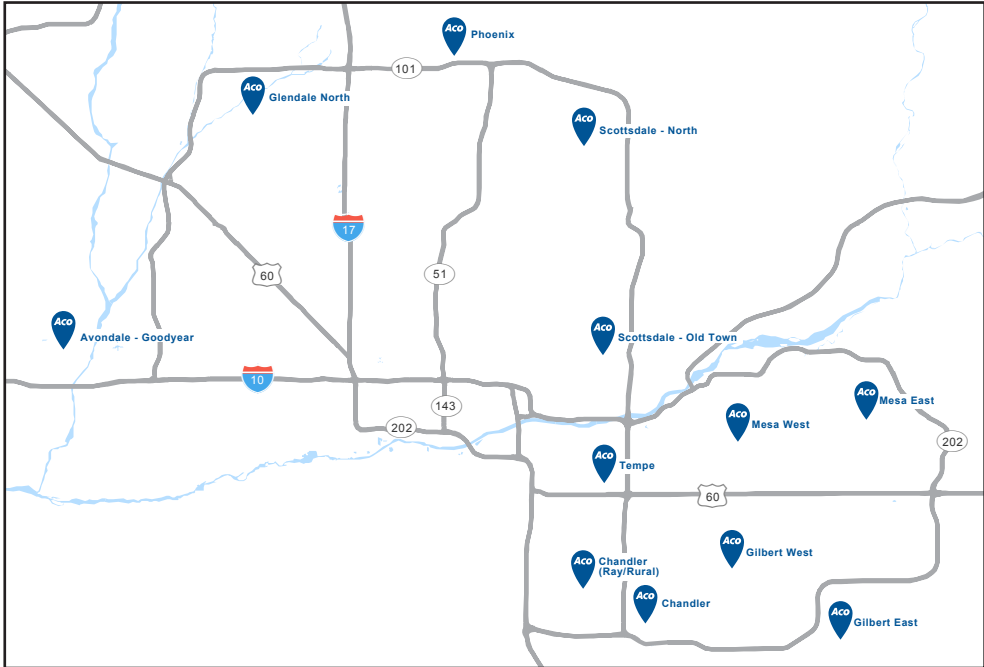 Aco
Phoenix
101
Aco
Glendale North
Aco
Scottsdale - North
17
60
51
Aco
Avondale - Goodyear
Aco
Scottsdale - Old Town
10
143
202
Aco
Mesa East
Aco
Mesa West
202
Aco
Tempe
60
Aco
Gilbert West
Aco
Chandler
(Ray/Rural)
Aco
Chandler
Aco
Gilbert East